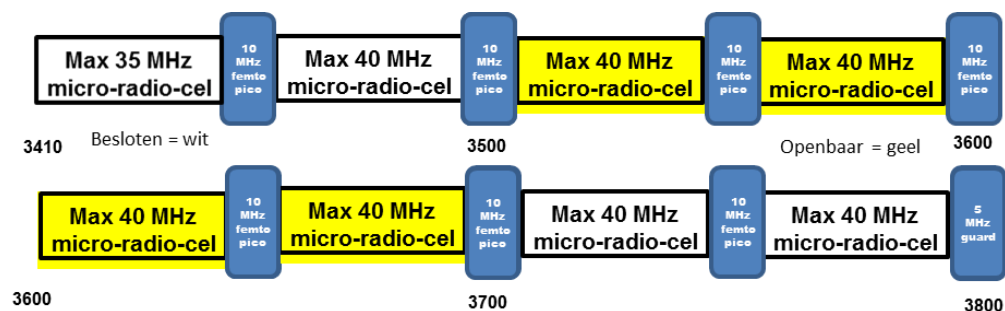 Max 35 MHz
micro-radio-cel
10
MHz
femto
pico
Max 40 MHz
micro-radio-cel
10
MHz
femto
pico
Max 40 MHz
micro-radio-cel
10
MHz
femto
pico
Max 40 MHz
micro-radio-cel
10
MHz
femto
pico
3410
Besloten = wit
3500
Openbaar = geel
3600
Max 40 MHz
micro-radio-cel
10
MHz
femto
pico
Max 40 MHz
micro-radio-cel
10
MHz
femto
pico
Max 40 MHz
micro-radio-cel
10
MHz
femto
pico
Max 40 MHz
micro-radio-cel
5
MHz
guard
3600
3700
3800